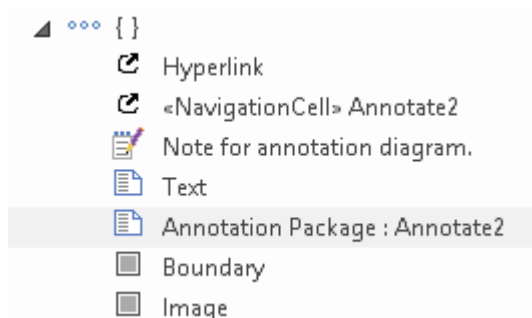 { }
Hyperlink
«NavigationCell» Annotate2
Note for annotation diagram.
Text
Annotation Package : Annotate2
Boundary
Image